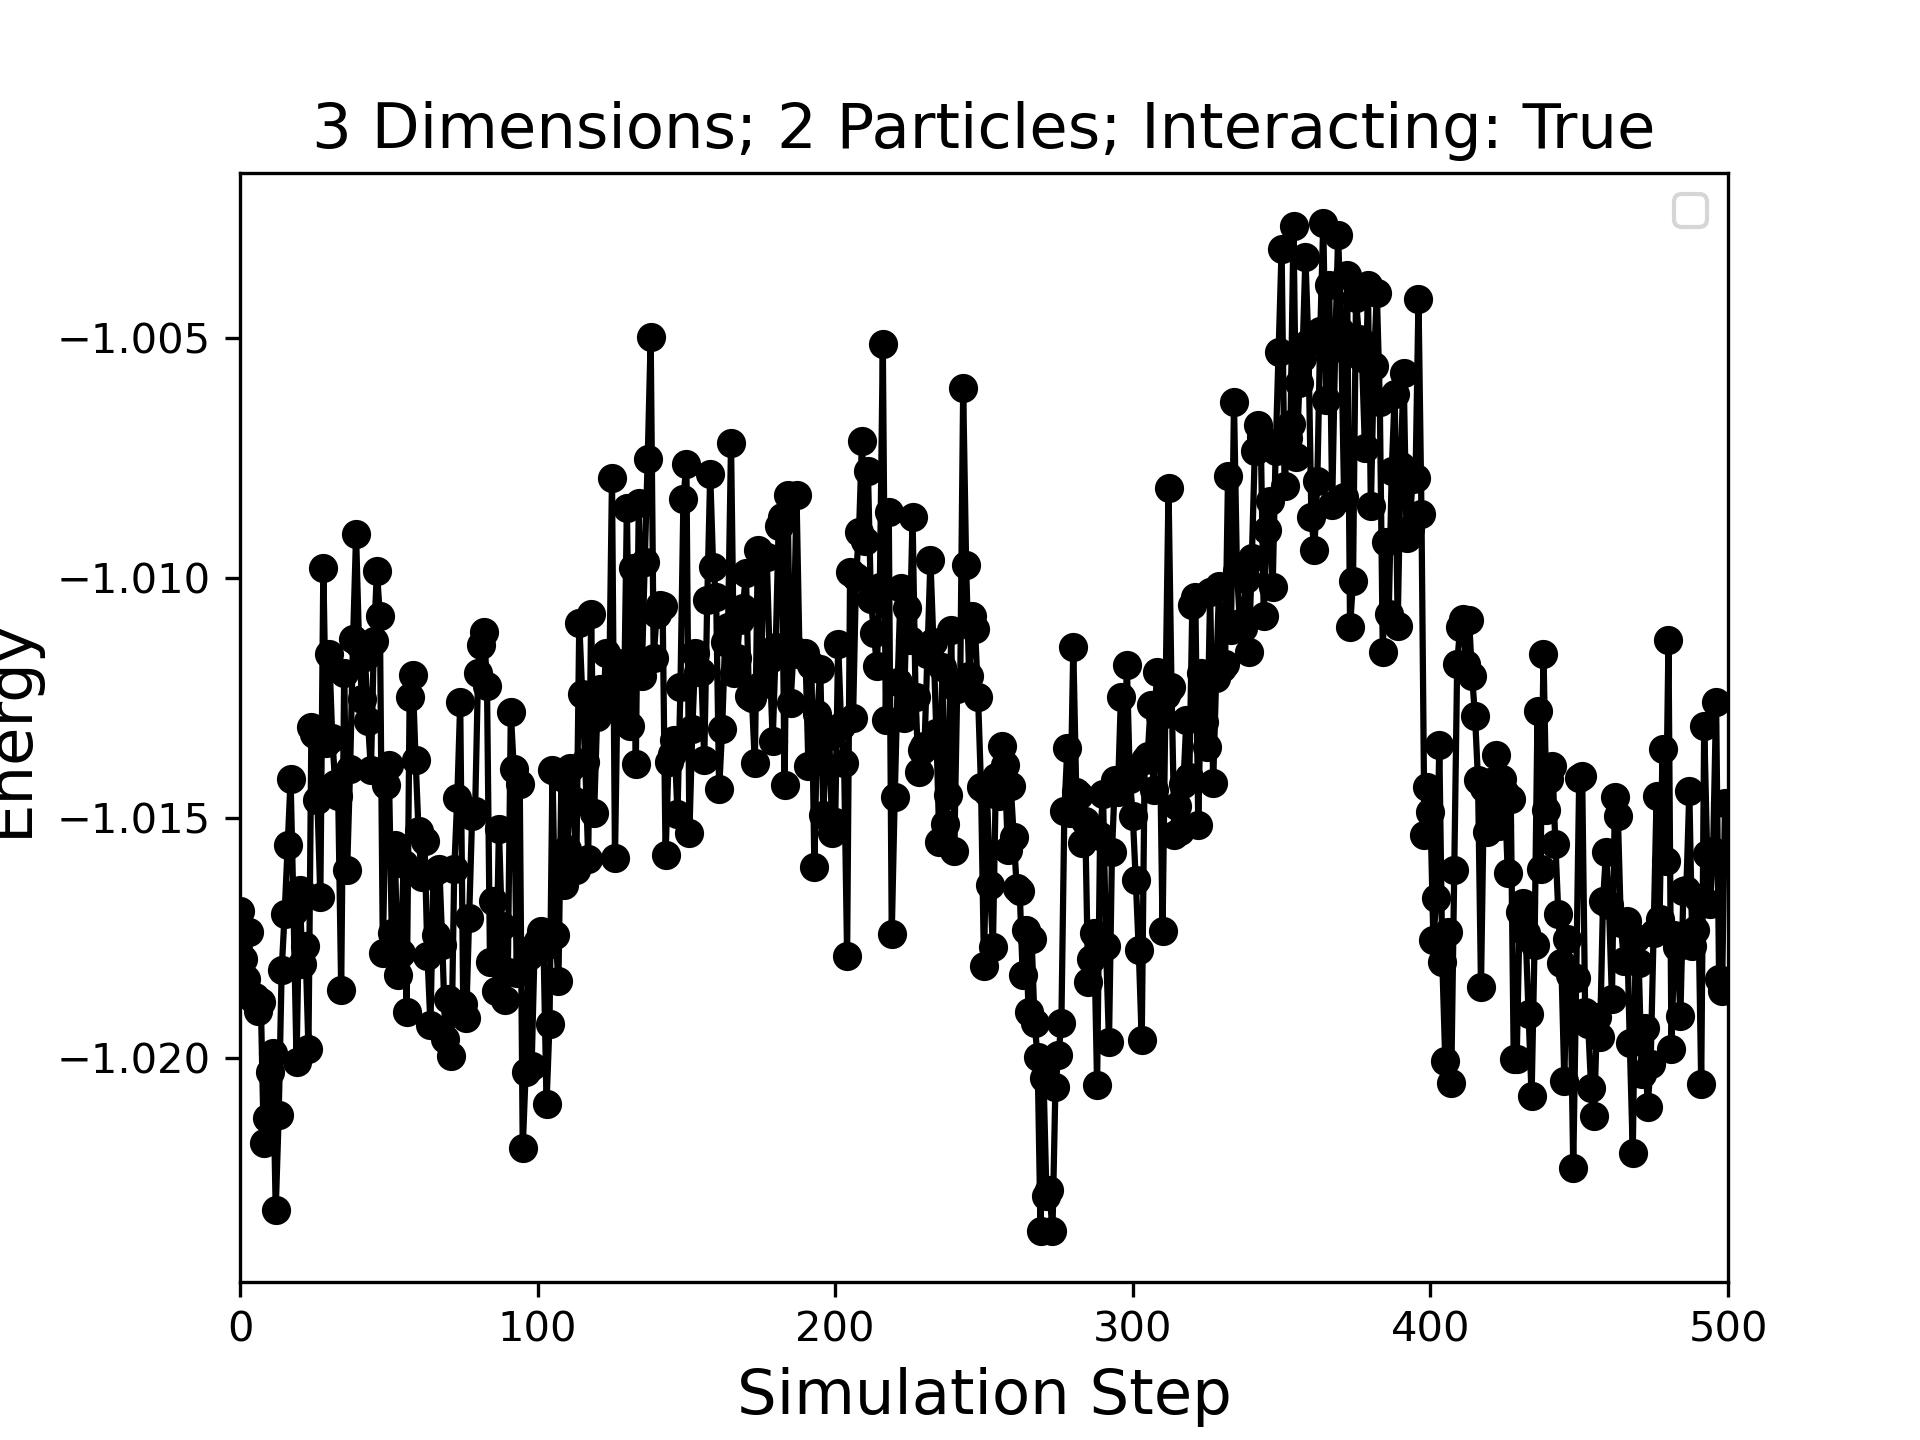 3 Dimensions; 2 Particles; Interacting: True
Energy
−1.005
−1.010
−1.015
−1.020
0 100 200 300 400 500
Simulation Step